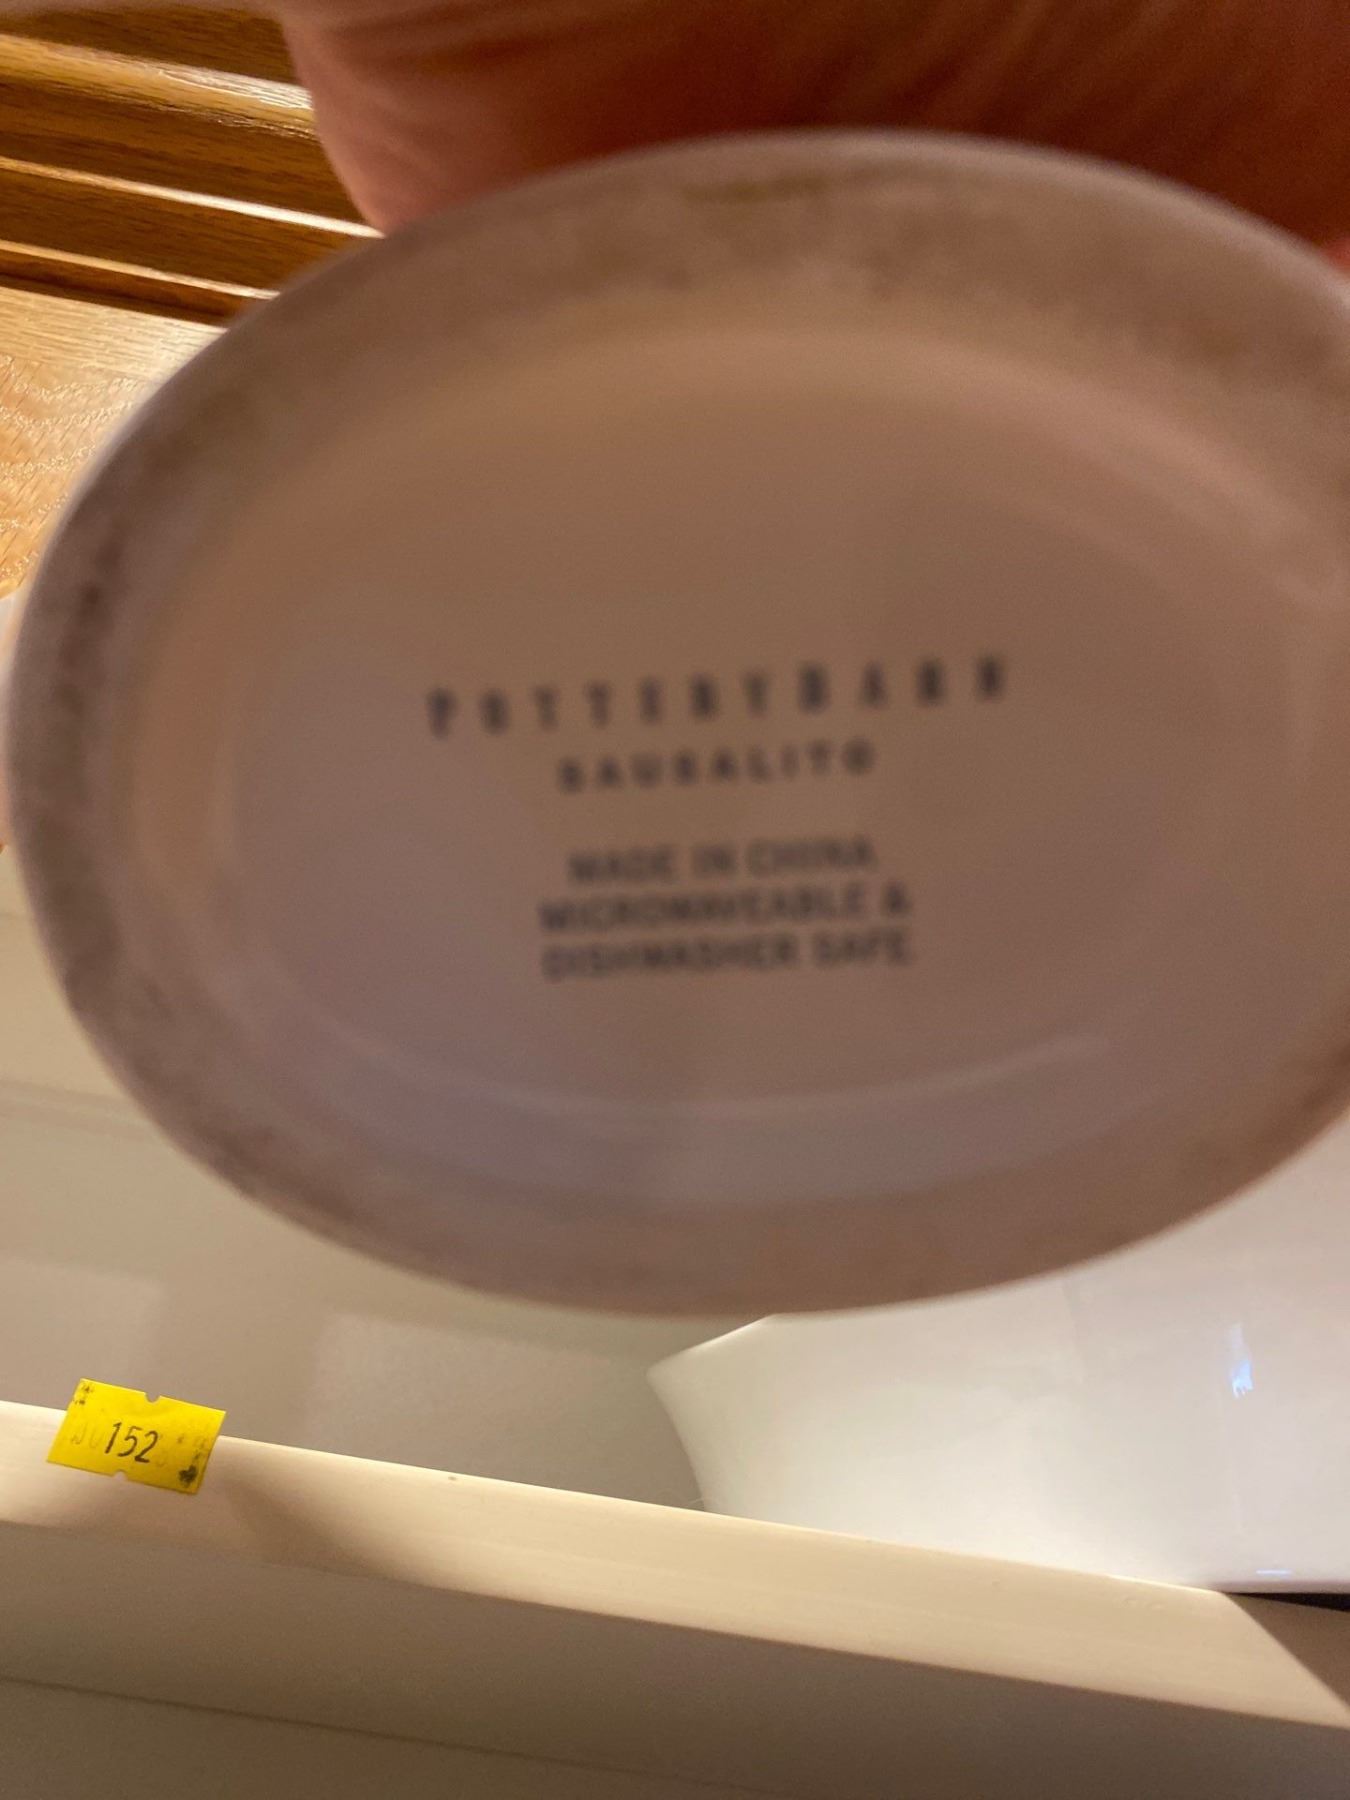 POTTERYBARN
SAUSALITO
MADE IN CHINA.
MICROWAVEABLE &
DISHWASHER SAFE.
152